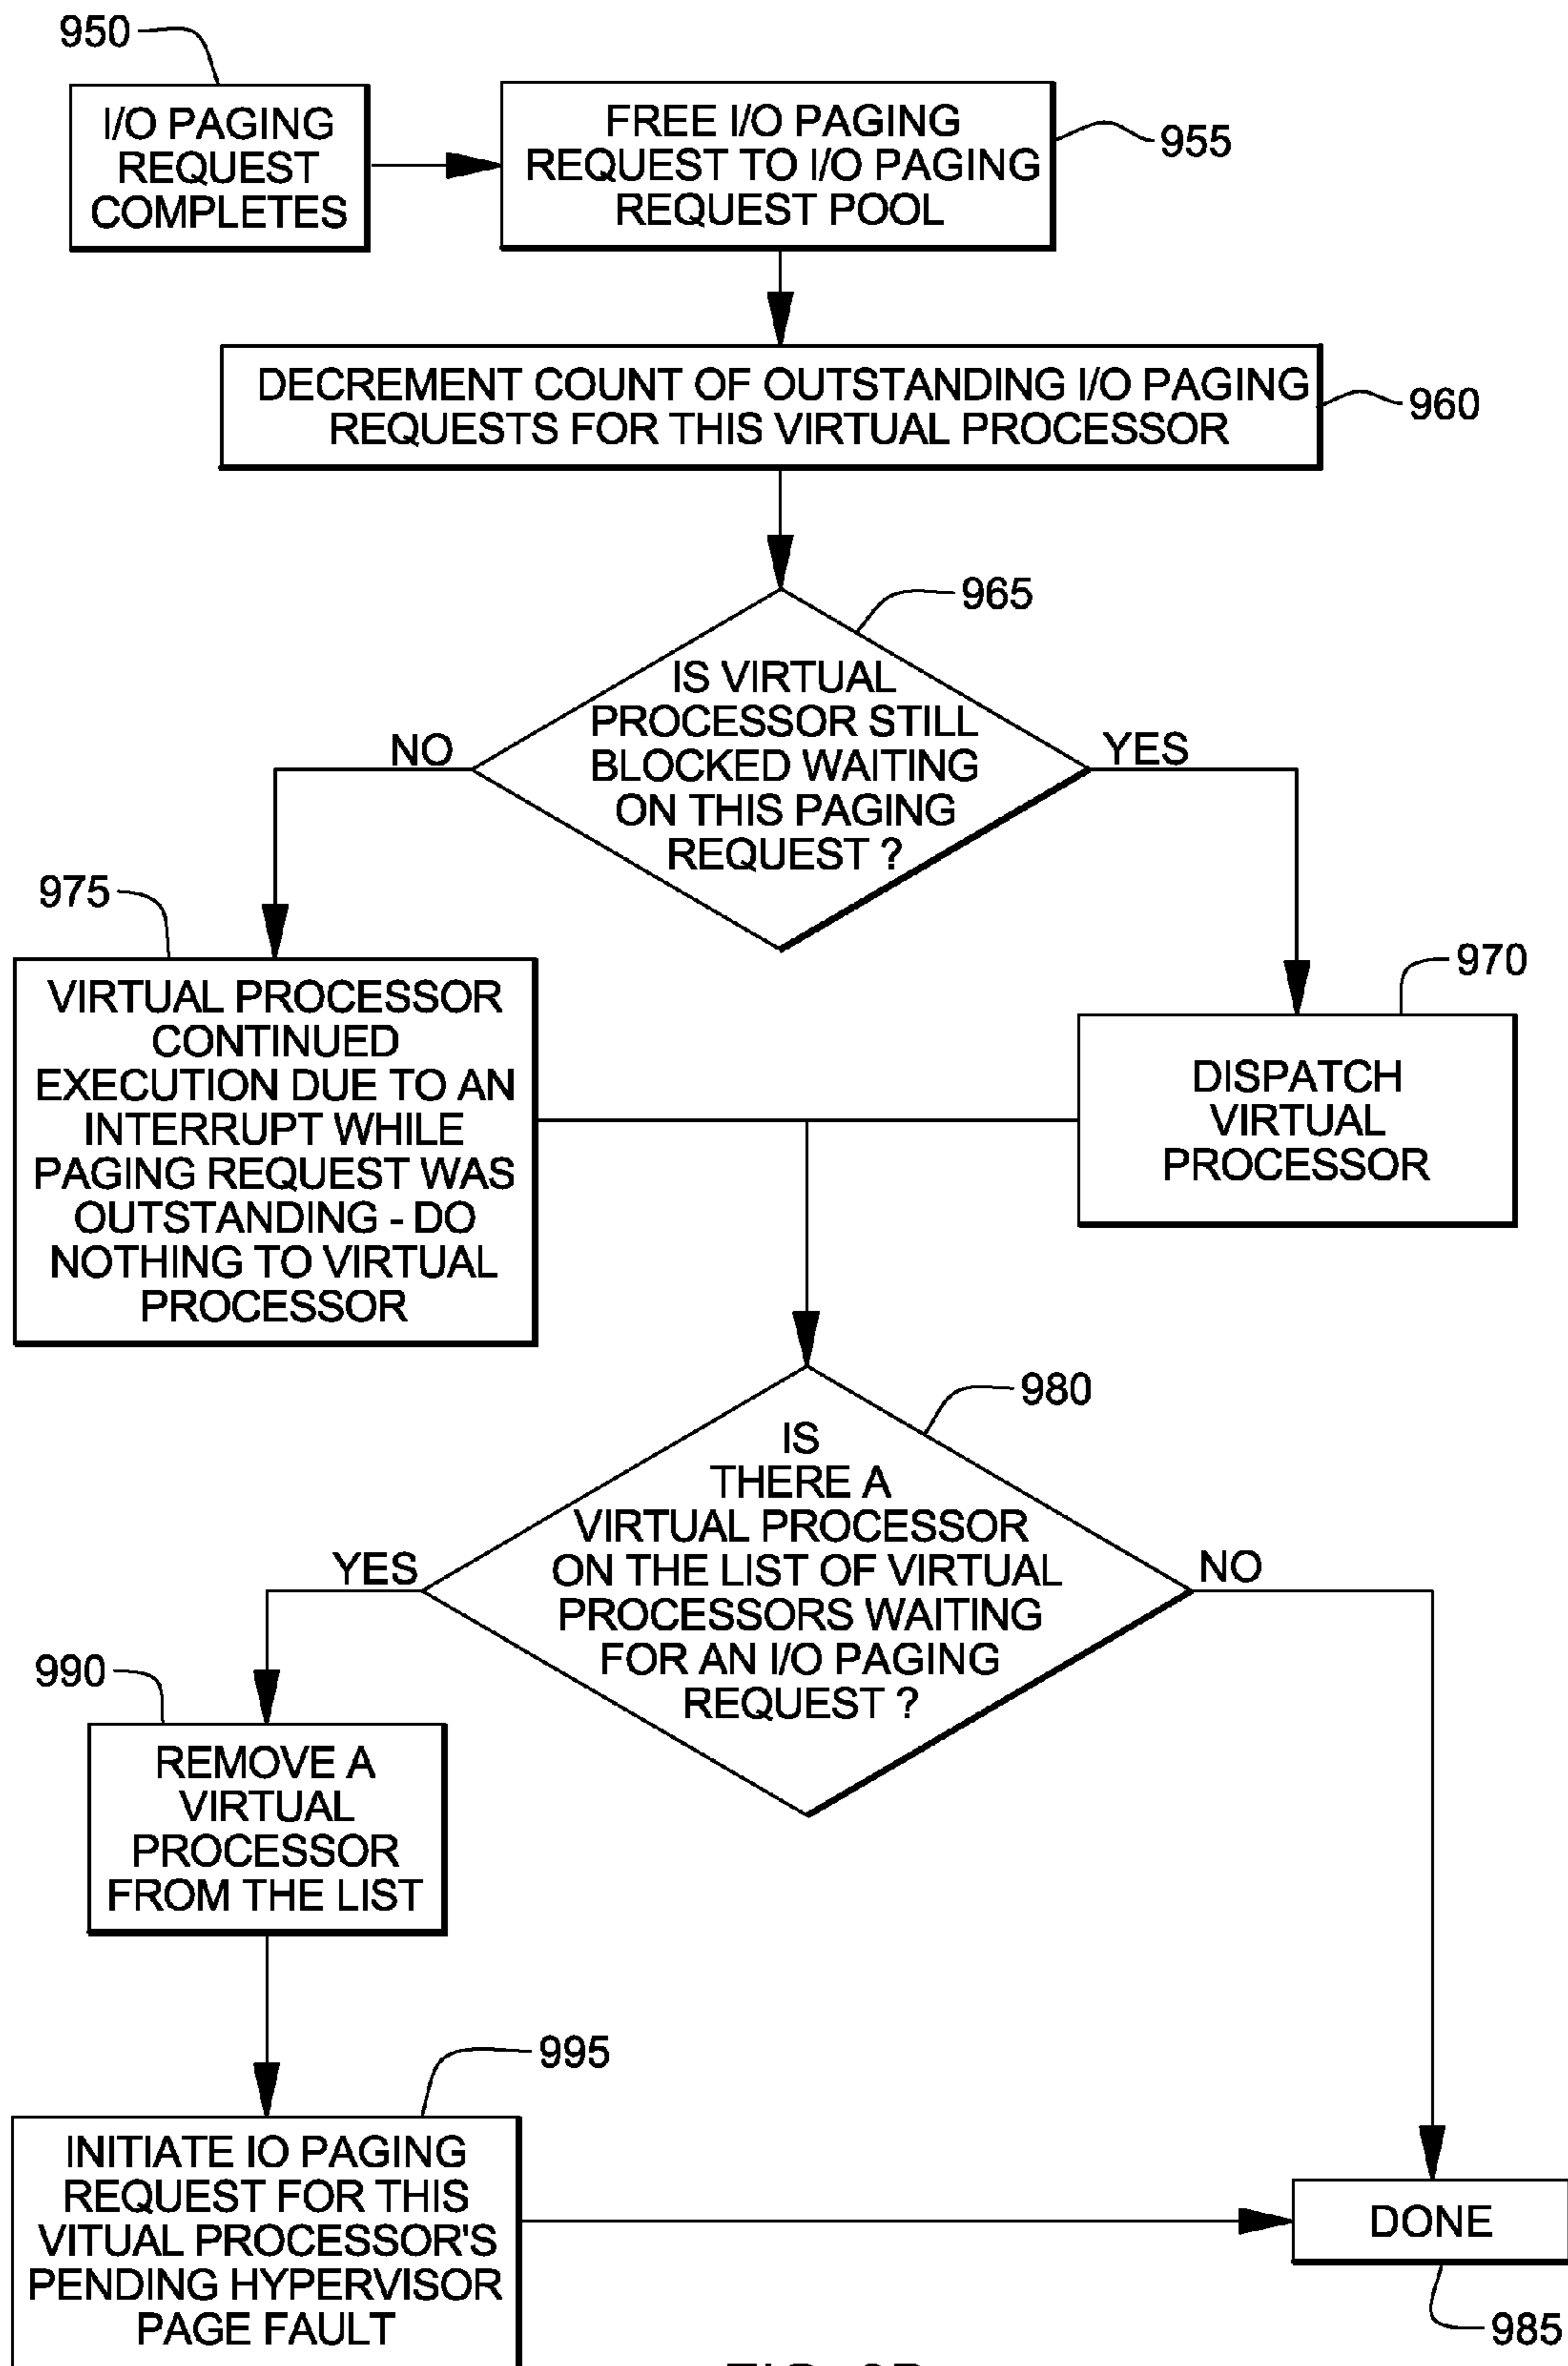 950
I/O PAGING
REQUEST
COMPLETES
FREE I/O PAGING
REQUEST TO I/O PAGING
REQUEST POOL
955
DECREMENT COUNT OF OUTSTANDING I/O PAGING
REQUESTS FOR THIS VIRTUAL PROCESSOR
960
965
IS VIRTUAL
PROCESSOR STILL
BLOCKED WAITING
ON THIS PAGING
REQUEST ?
NO
YES
975
VIRTUAL PROCESSOR
CONTINUED
EXECUTION DUE TO AN
INTERRUPT WHILE
PAGING REQUEST WAS
OUTSTANDING - DO
NOTHING TO VIRTUAL
PROCESSOR
970
DISPATCH
VIRTUAL
PROCESSOR
980
IS
THERE A
VIRTUAL PROCESSOR
ON THE LIST OF VIRTUAL
PROCESSORS WAITING
FOR AN I/O PAGING
REQUEST ?
YES
NO
990
REMOVE A
VIRTUAL
PROCESSOR
FROM THE LIST
995
INITIATE IO PAGING
REQUEST FOR THIS
VITUAL PROCESSOR'S
PENDING HYPERVISOR
PAGE FAULT
DONE
985